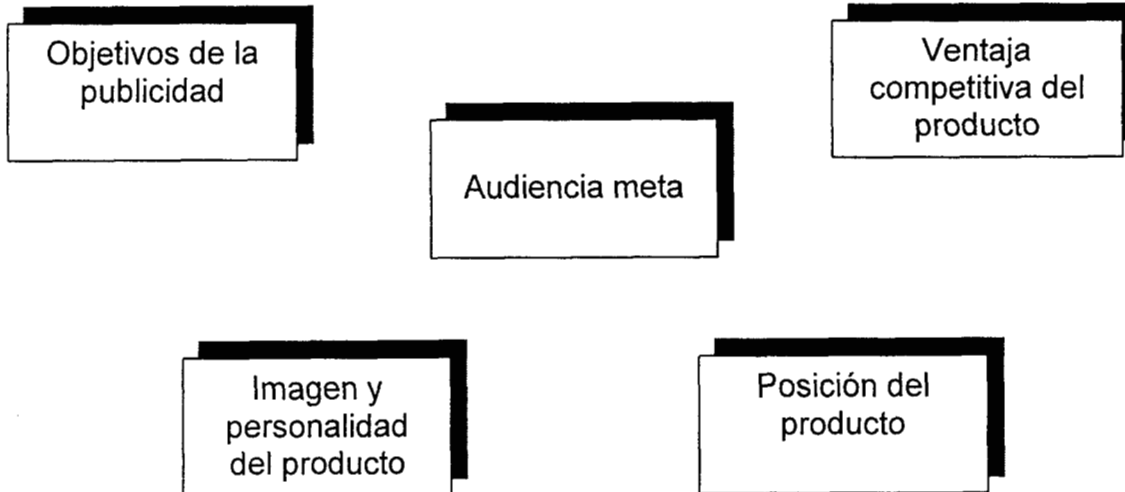 Objetivos de la
publicidad
Ventaja
competitiva del
producto
Audiencia meta
Imagen y
personalidad
del producto
Posición del
producto